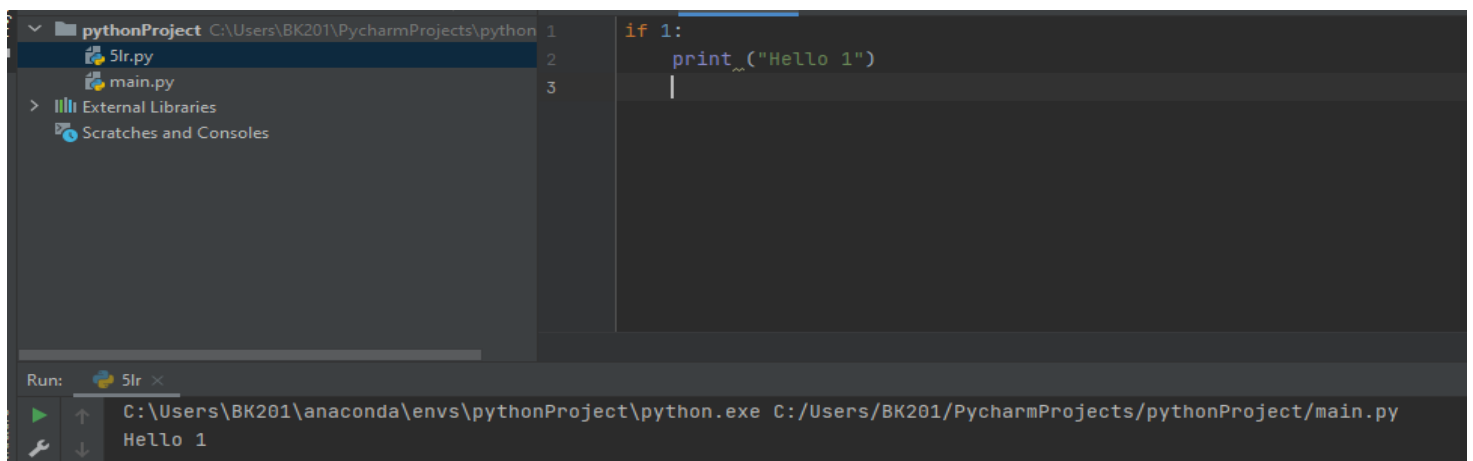 pythonProject C:\Users\BK201\PycharmProjects\python
5lr.py
main.py
External Libraries
Scratches and Consoles
1 if 1:
2 print ("Hello 1")
3
Run: 5lr
C:\Users\BK201\anaconda\envs\pythonProject\python.exe C:/Users/BK201/PycharmProjects/pythonProject/main.py
Hello 1